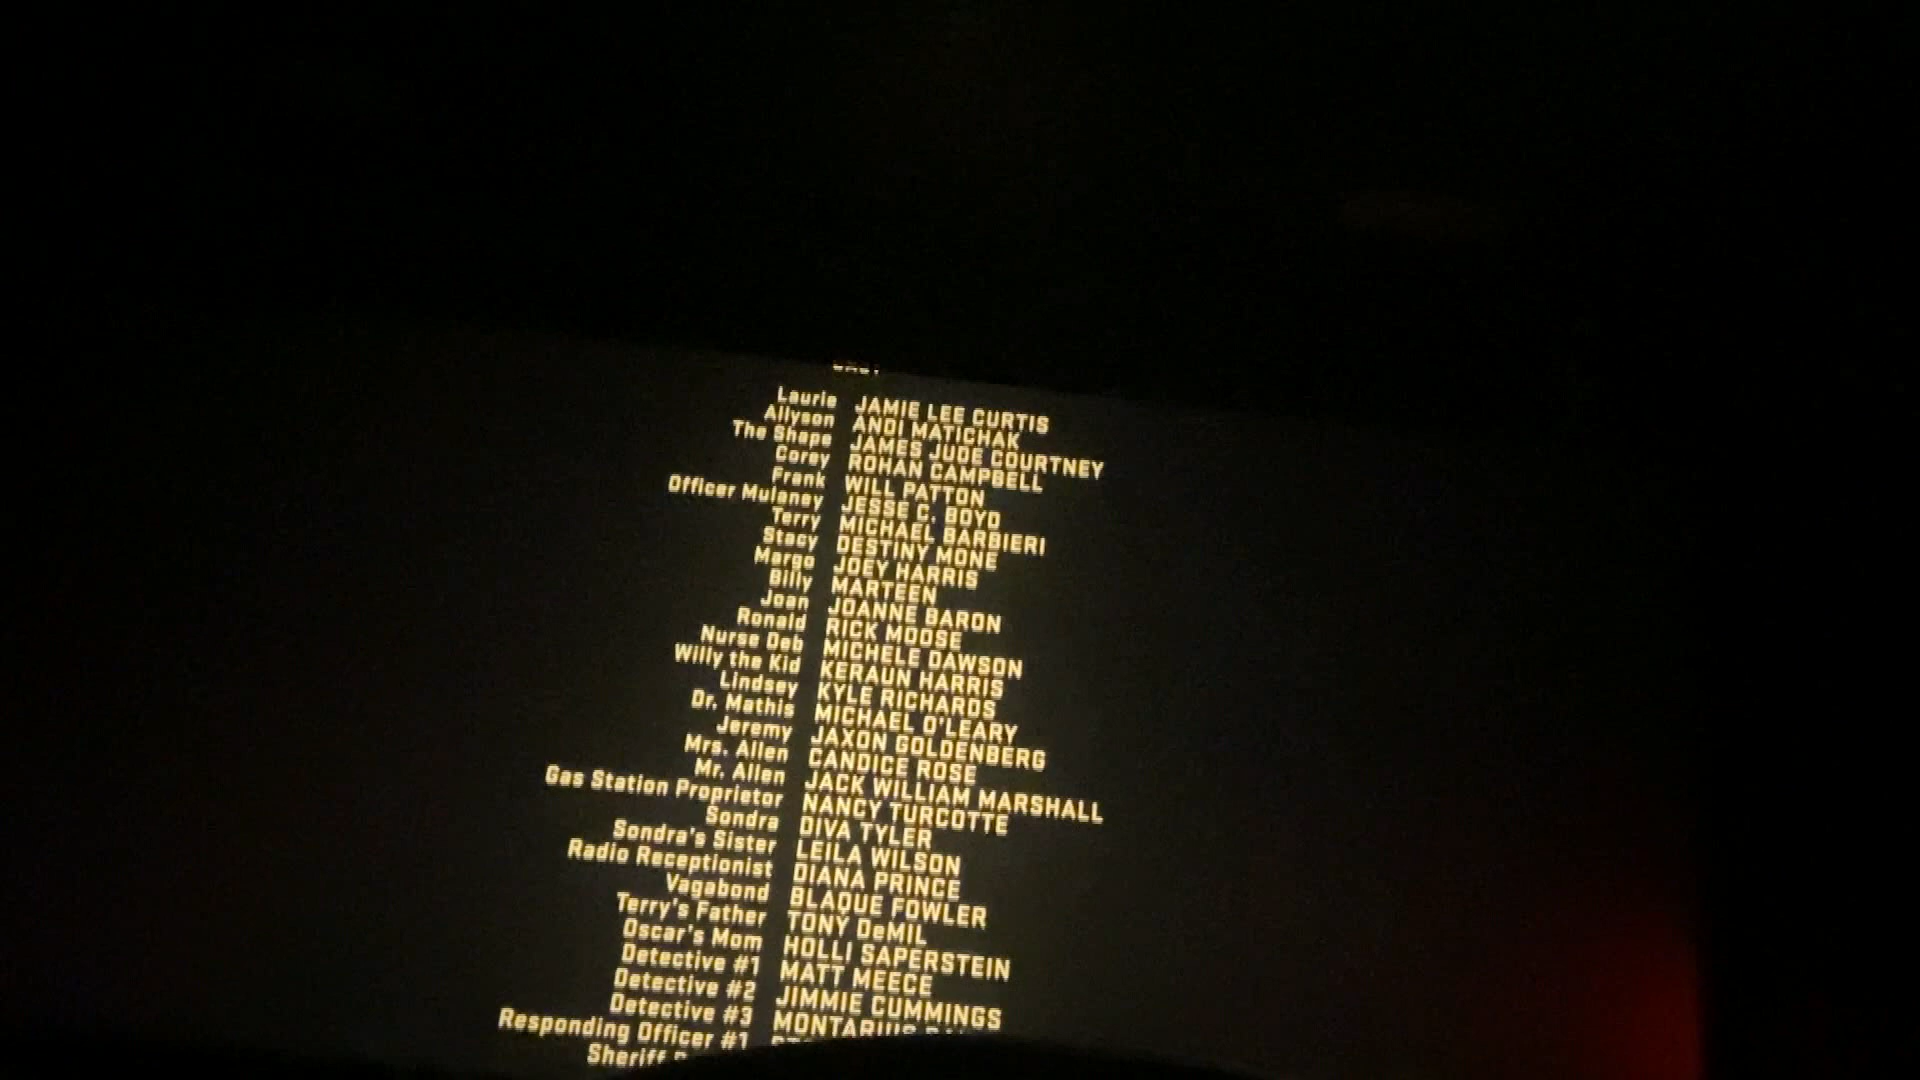 CAST
Laurie JAMIE LEE CURTIS
Allyson ANDI MATICHAK
The Shape JAMES JUDE COURTNEY
Corey ROHAN CAMPBELL
Frank WILL PATTON
Officer Mulaney JESSE C. BOYD
Terry MICHAEL BARBIERI
Stacy DESTINY MONE
Margo JOEY HARRIS
Billy MARTEEN
Joan JOANNE BARON
Ronald RICK MOOSE
Nurse Deb MICHELE DAWSON
Willy the Kid KERAUN HARRIS
Lindsey KYLE RICHARDS
Dr. Mathis MICHAEL O'LEARY
Jeremy JAXON GOLDENBERG
Mrs. Allen CANDICE ROSE
Mr. Allen JACK WILLIAM MARSHALL
Gas Station Proprietor NANCY TURCOTTE
Sondra DIVA TYLER
Sondra's Sister LEILA WILSON
Radio Receptionist DIANA PRINCE
Vagabond BLAQUE FOWLER
Terry's Father TONY DeMIL
Oscar's Mom HOLLI SAPERSTEIN
Detective #1 MATT MEECE
Detective #2 JIMMIE CUMMINGS
Detective #3 MONTARIUS
Responding Officer #1
Sheriff